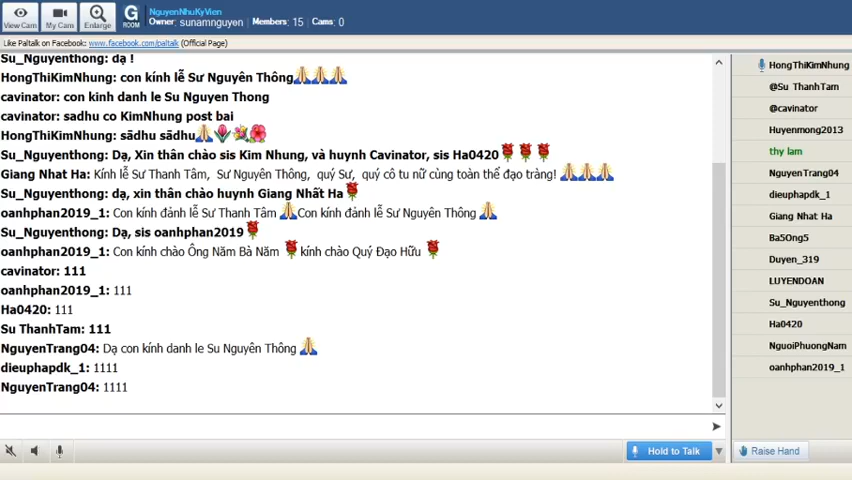 View Cam
My Cam
Enlarge
G
ROOM
NguyenNhuKyVien
Owner: sunamnguyen Members: 15 Cams: 0
Like Paltalk on Facebook: www.facebook.com/paltalk (Official Page)
Su_Nguyenthong: dạ !
HongThiKimNhung: con kính lễ Sư Nguyên Thông🙏🙏🙏
cavinator: con kinh danh le Su Nguyen Thong
cavinator: sadhu co KimNhung post bai
HongThiKimNhung: sādhu sādhu🙏🌷💐🌺
Su_Nguyenthong: Dạ, Xin thân chào sis Kim Nhung, và huynh Cavinator, sis Ha0420🌹🌹🌹
Giang Nhat Ha: Kính lễ Sư Thanh Tâm, Sư Nguyên Thông, quý Sư, quý cô tu nữ cùng toàn thể đạo tràng! 🙏🙏🙏
Su_Nguyenthong: dạ, xin thân chào huynh Giang Nhất Ha🌹
oanhphan2019_1: Con kính đảnh lễ Sư Thanh Tâm 🙏Con kính đảnh lễ Sư Nguyên Thông 🙏
Su_Nguyenthong: Dạ, sis oanhphan2019🌹
oanhphan2019_1: Con kính chào Ông Năm Bà Năm 🌹kính chào Quý Đạo Hữu 🌹
cavinator: 111
oanhphan2019_1: 111
Ha0420: 111
Su ThanhTam: 111
NguyenTrang04: Dạ con kính danh le Su Nguyên Thông 🙏
dieuphapdk_1: 1111
NguyenTrang04: 1111
Hold to Talk
HongThiKimNhung
@Su ThanhTam
@cavinator
Huyenmong2013
thy lam
NguyenTrang04
dieuphapdk_1
Giang Nhat Ha
Ba5Ong5
Duyen_319
LUYENDOAN
Su_Nguyenthong
Ha0420
NguoiPhuongNam
oanhphan2019_1
Raise Hand